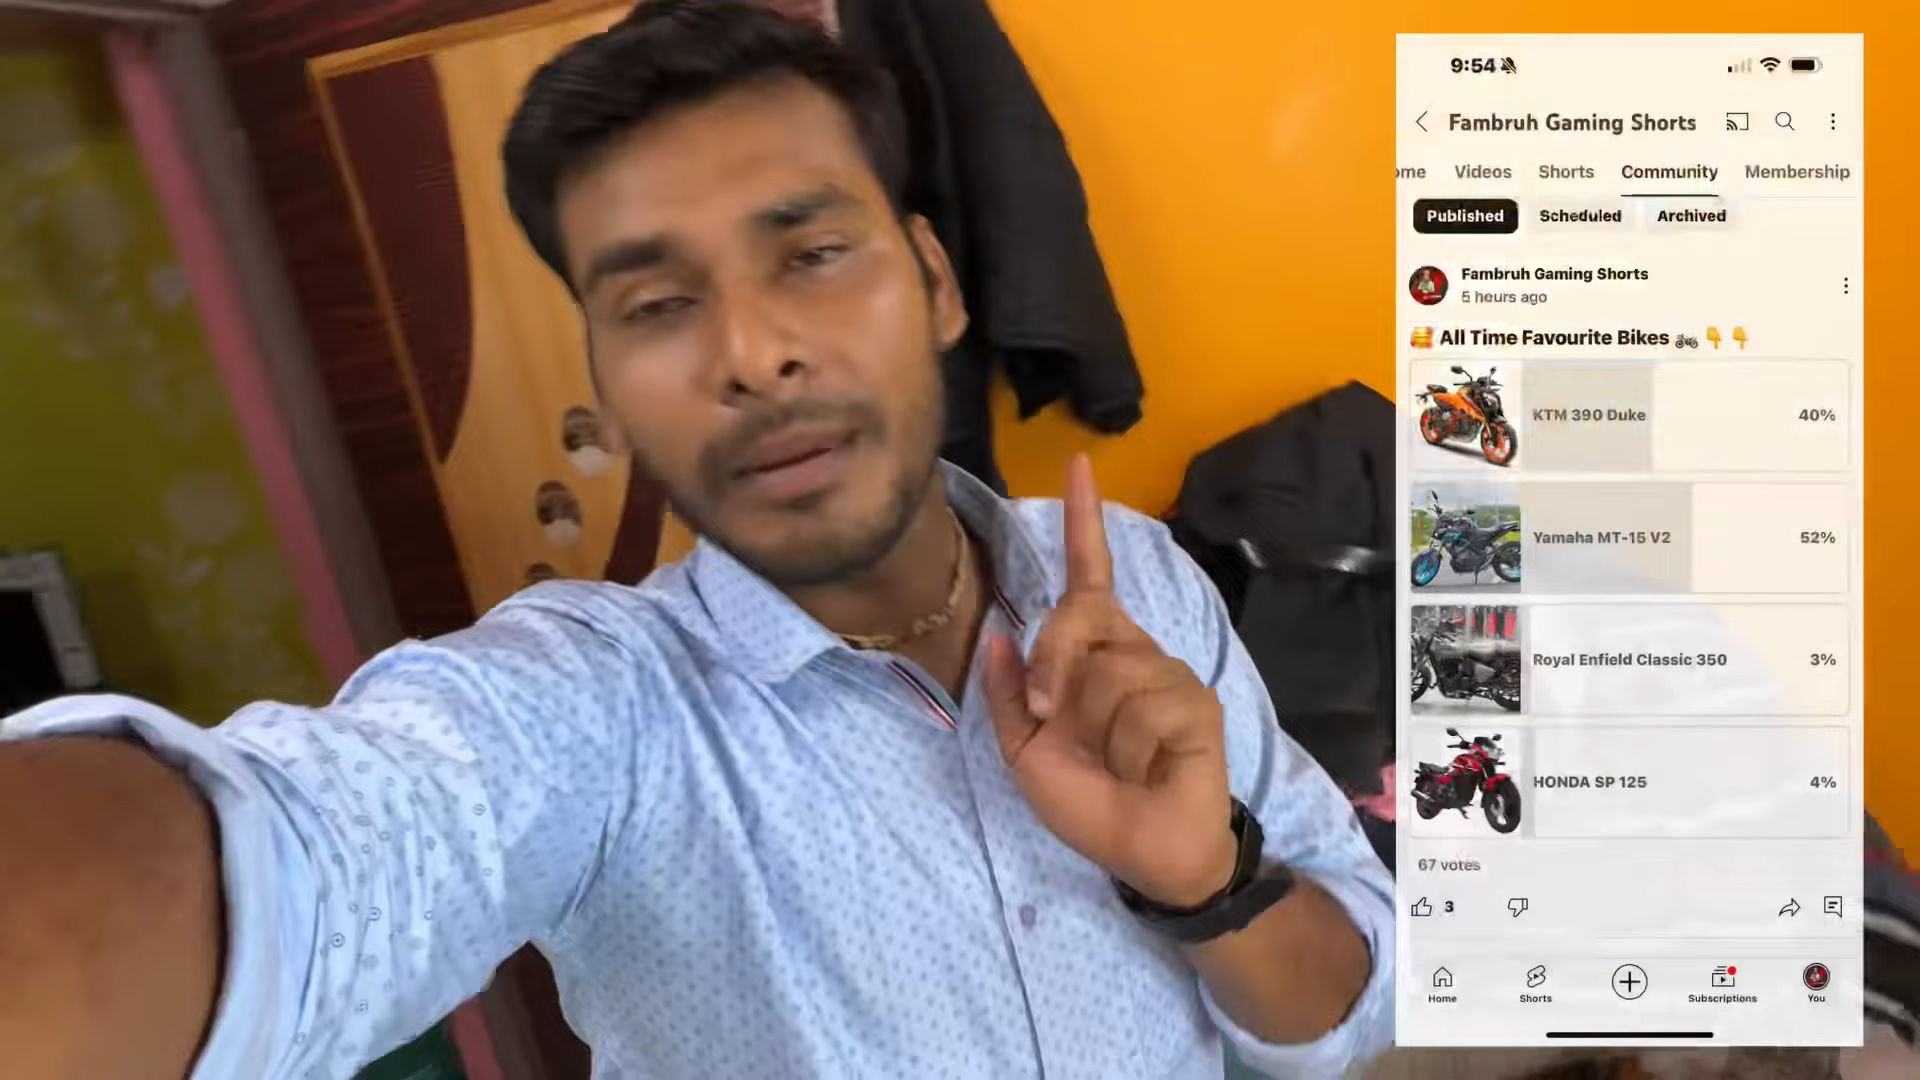 9:54
Fambruh Gaming Shorts
ome Videos Shorts Community Membership
Published Scheduled Archived
Fambruh Gaming Shorts
5 hours ago
🥰 All Time Favourite Bikes 🏍️👇👇
KTM 390 Duke 40%
Yamaha MT-15 V2 52%
Royal Enfield Classic 350 3%
HONDA SP 125 4%
67 votes
3
Home Shorts Subscriptions You